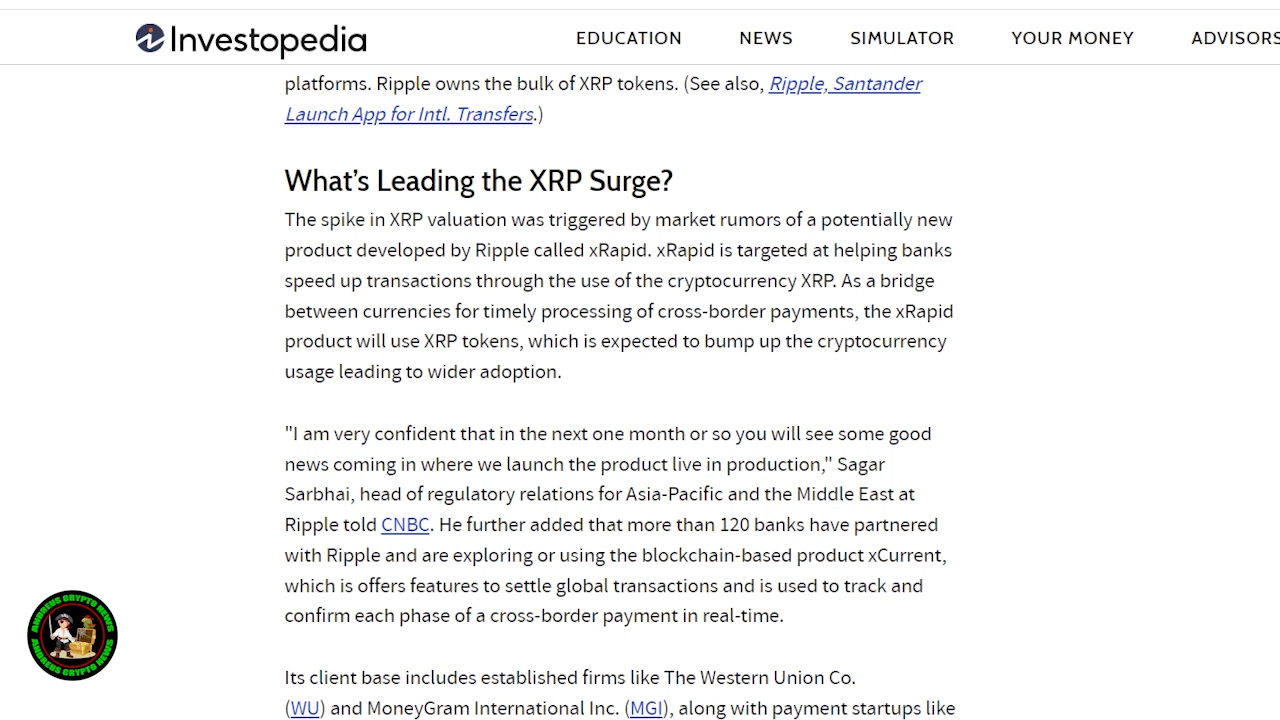 Investopedia
EDUCATION NEWS SIMULATOR YOUR MONEY ADVISORS
platforms. Ripple owns the bulk of XRP tokens. (See also, Ripple, Santander
Launch App for Intl. Transfers.)
What’s Leading the XRP Surge?
The spike in XRP valuation was triggered by market rumors of a potentially new
product developed by Ripple called xRapid. xRapid is targeted at helping banks
speed up transactions through the use of the cryptocurrency XRP. As a bridge
between currencies for timely processing of cross-border payments, the xRapid
product will use XRP tokens, which is expected to bump up the cryptocurrency
usage leading to wider adoption.
"I am very confident that in the next one month or so you will see some good
news coming in where we launch the product live in production," Sagar
Sarbhai, head of regulatory relations for Asia-Pacific and the Middle East at
Ripple told CNBC. He further added that more than 120 banks have partnered
with Ripple and are exploring or using the blockchain-based product xCurrent,
which is offers features to settle global transactions and is used to track and
confirm each phase of a cross-border payment in real-time.
Its client base includes established firms like The Western Union Co.
(WU) and MoneyGram International Inc. (MGI), along with payment startups like
ANDREUS CRYPTO NEWS
ANDREUS CRYPTO NEWS